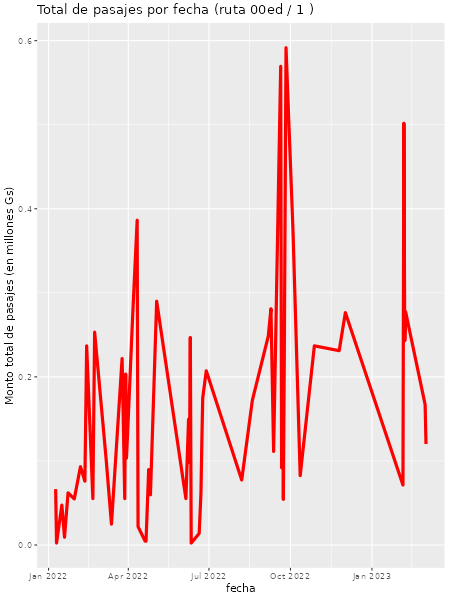 Total de pasajes por fecha (ruta 00ed / 1 )
Monto total de pasajes (en millones Gs)
0.6
0.4
0.2
0.0
Jan 2022 Apr 2022 Jul 2022 Oct 2022 Jan 2023
fecha